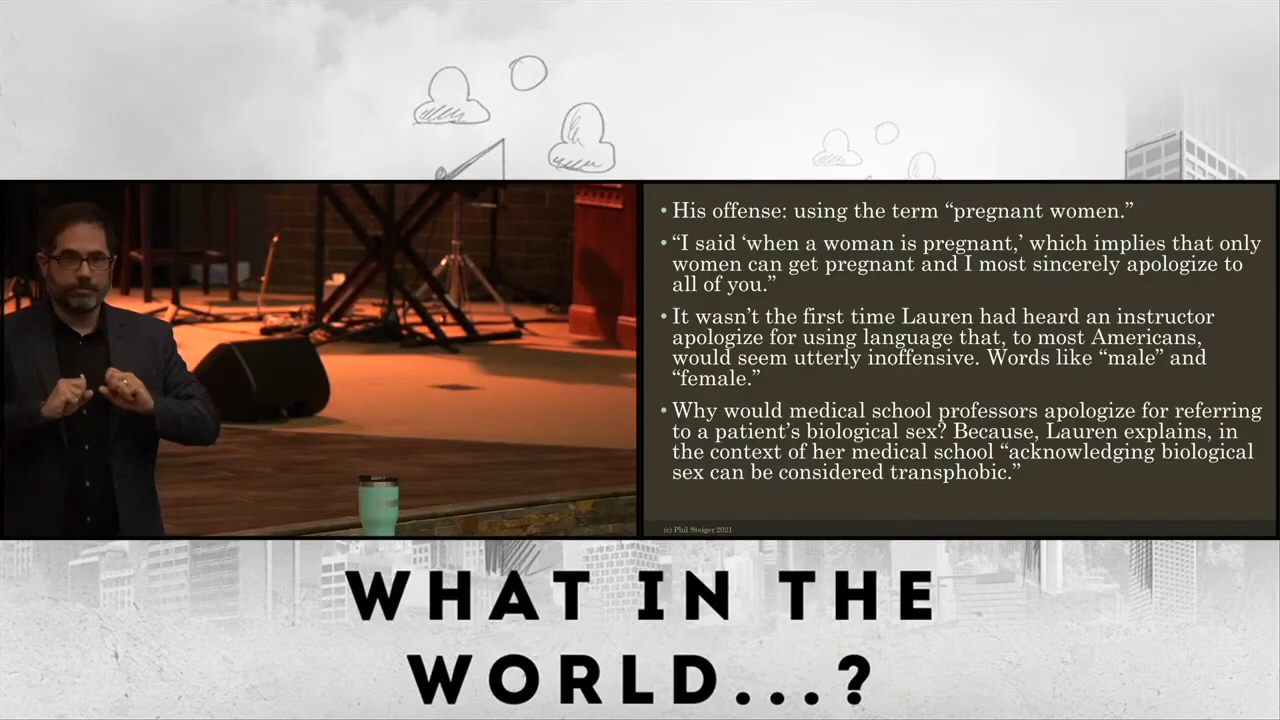 • His offense: using the term “pregnant women.”
• “I said ‘when a woman is pregnant,’ which implies that only
women can get pregnant and I most sincerely apologize to
all of you.”
• It wasn’t the first time Lauren had heard an instructor
apologize for using language that, to most Americans,
would seem utterly inoffensive. Words like “male” and
“female.”
• Why would medical school professors apologize for referring
to a patient’s biological sex? Because, Lauren explains, in
the context of her medical school “acknowledging biological
sex can be considered transphobic.”
(c) Phil Steiger 2021
WHAT IN THE
WORLD...?